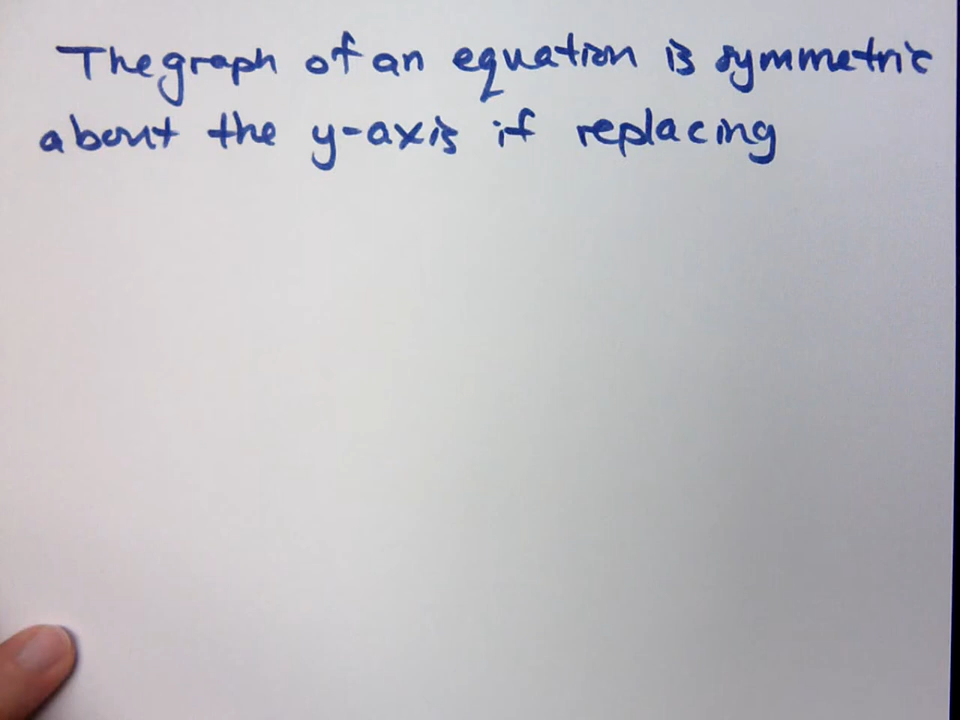 The graph of an equation is symmetric
about the y-axis if replacing